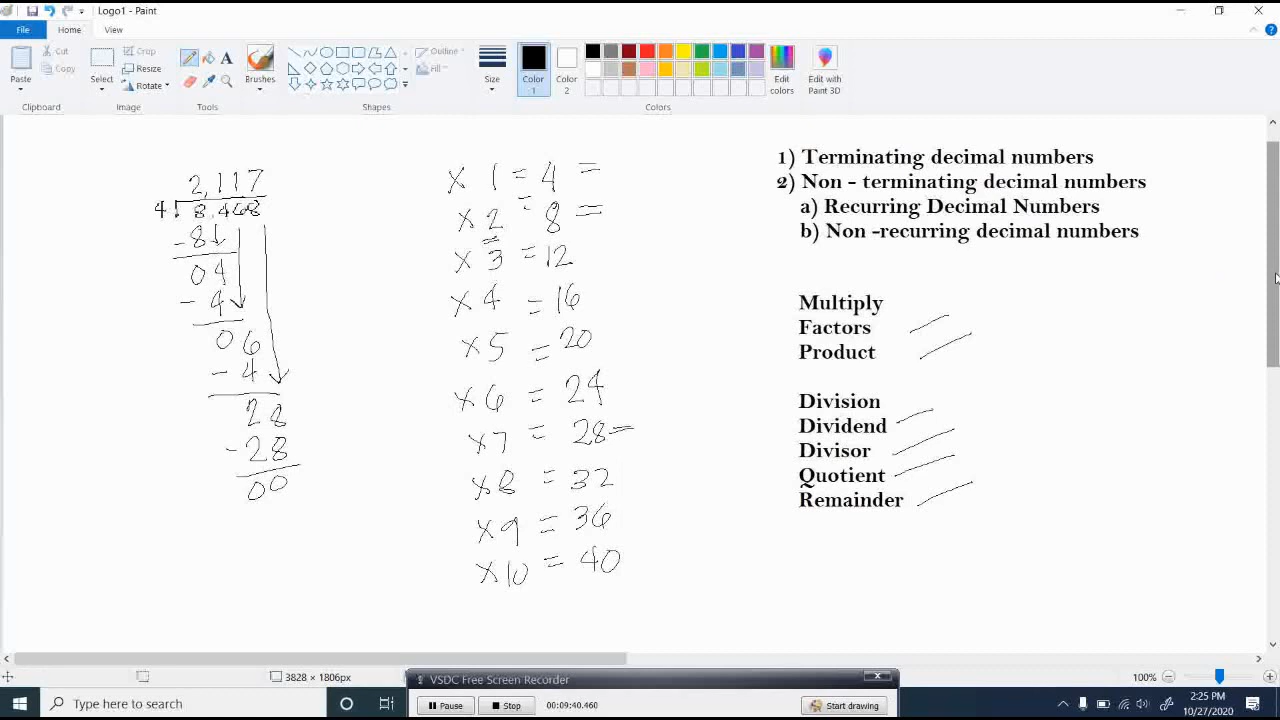 Logo1 - Paint
File Home View
Paste
Cut
Copy
Clipboard
Select
Crop
Resize
Rotate
Image
Tools
Brushes
Outline
Fill
Shapes
Size
Color 1
Color 2
Edit colors
Edit with Paint 3D
Colors
2,117
4 8,468
-8
04
-4
06
-4
28
-28
00
x 1 = 4 =
x 2 = 8 =
x 3 = 12
x 4 = 16
x 5 = 20
x 6 = 24
x 7 = 28 =
x 8 = 32
x 9 = 36
x 10 = 40
1) Terminating decimal numbers
2) Non - terminating decimal numbers
a) Recurring Decimal Numbers
b) Non -recurring decimal numbers
Multiply
Factors
Product
Division
Dividend
Divisor
Quotient
Remainder
3828 × 1806px
100%
VSDC Free Screen Recorder
Pause Stop 00:09:40.460 Start drawing
Type here to search
2:25 PM
10/27/2020